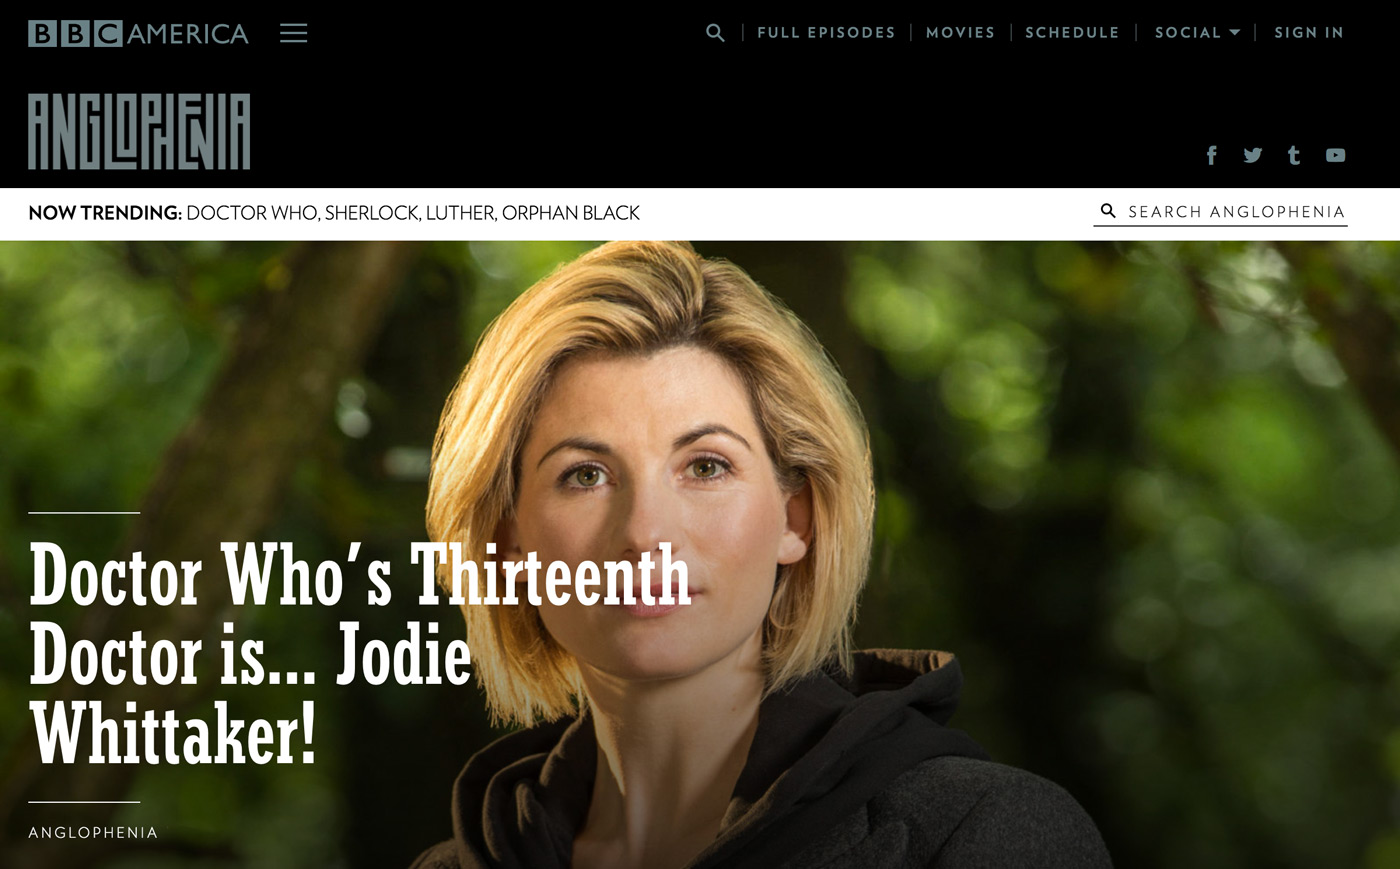 BBC AMERICA
FULL EPISODES
MOVIES
SCHEDULE
SOCIAL
SIGN IN
ANGLOPHENIA
f t
NOW TRENDING: DOCTOR WHO, SHERLOCK, LUTHER, ORPHAN BLACK
SEARCH ANGLOPHENIA
Doctor Who's Thirteenth
Doctor is... Jodie
Whittaker!
ANGLOPHENIA